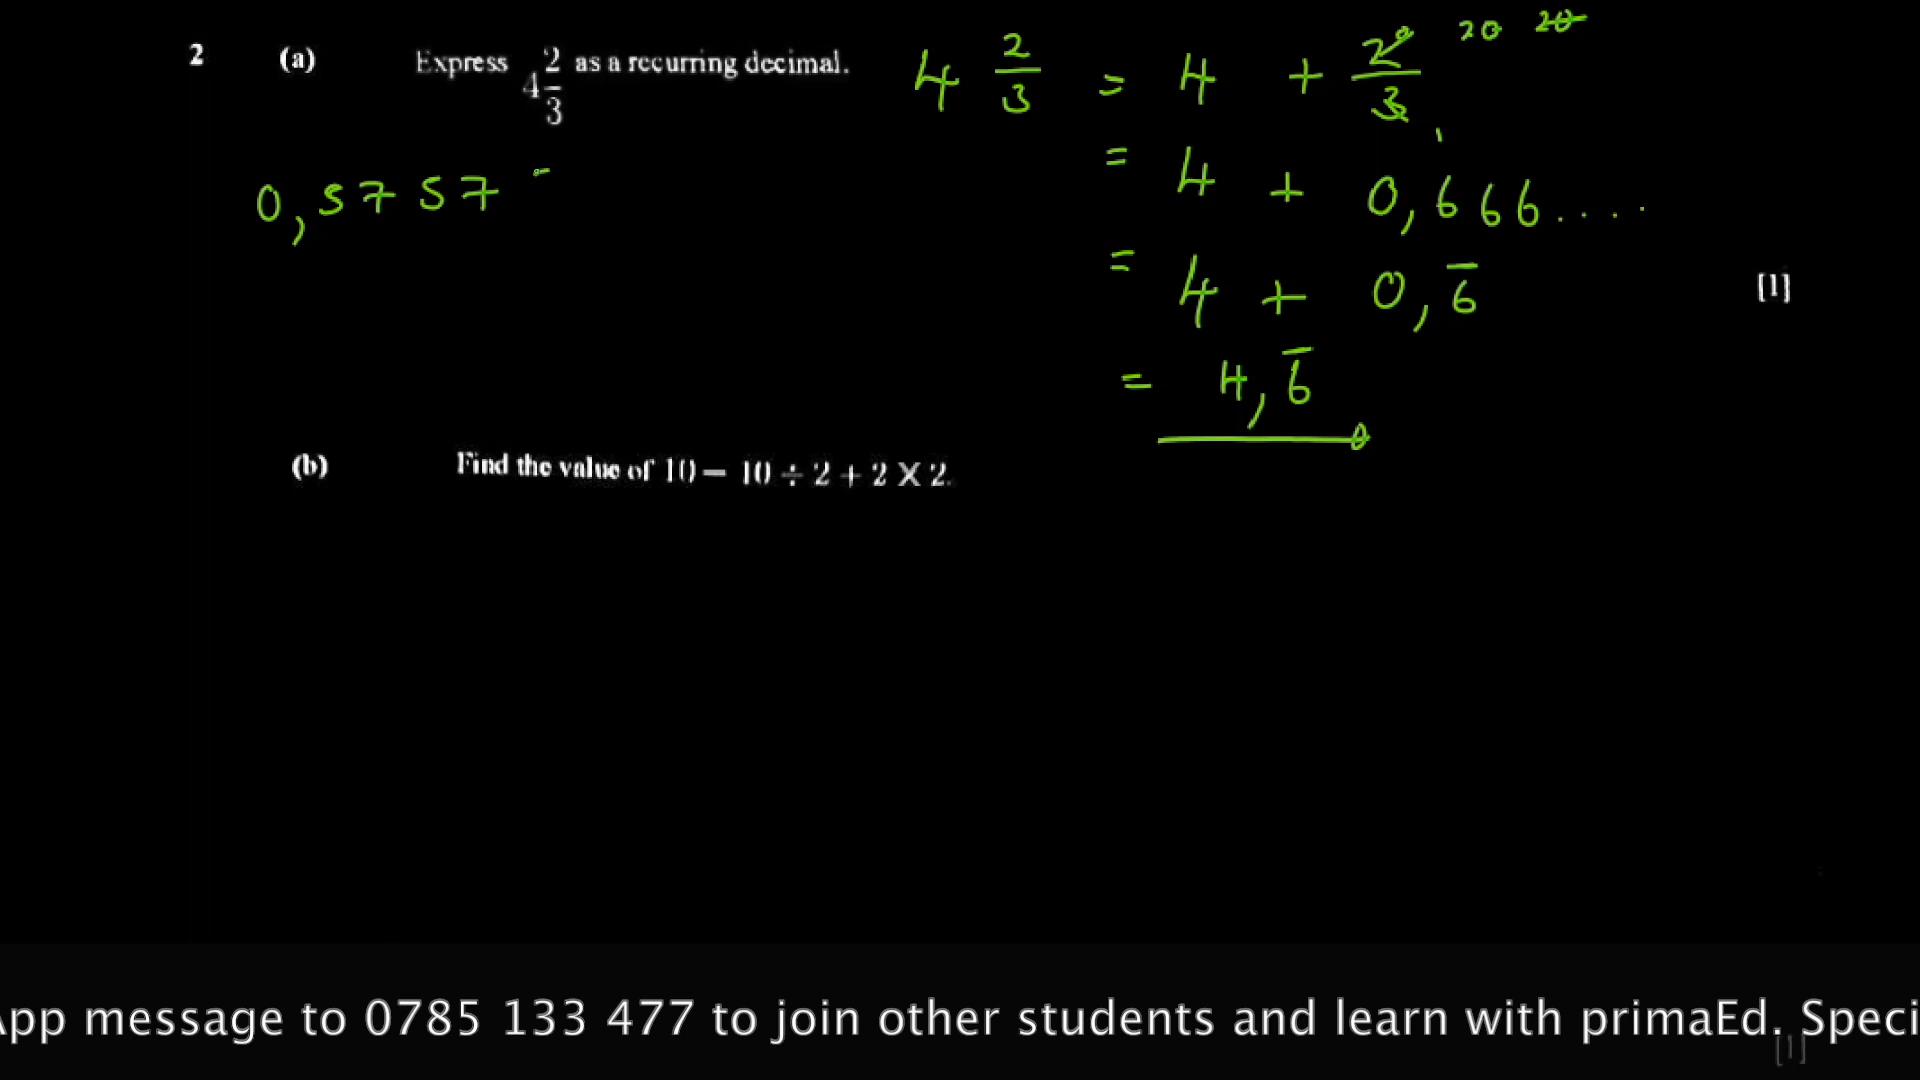 2 (a) Express 4 2/3 as a recurring decimal.
4 2/3 = 4 + 2/3 20 20
= 4 + 0,666....
0,5757
= 4 + 0,6̅
[1]
= 4,6̅
(b) Find the value of 10 − 10 ÷ 2 + 2 X 2.
App message to 0785 133 477 to join other students and learn with primaEd. Speci
[1]